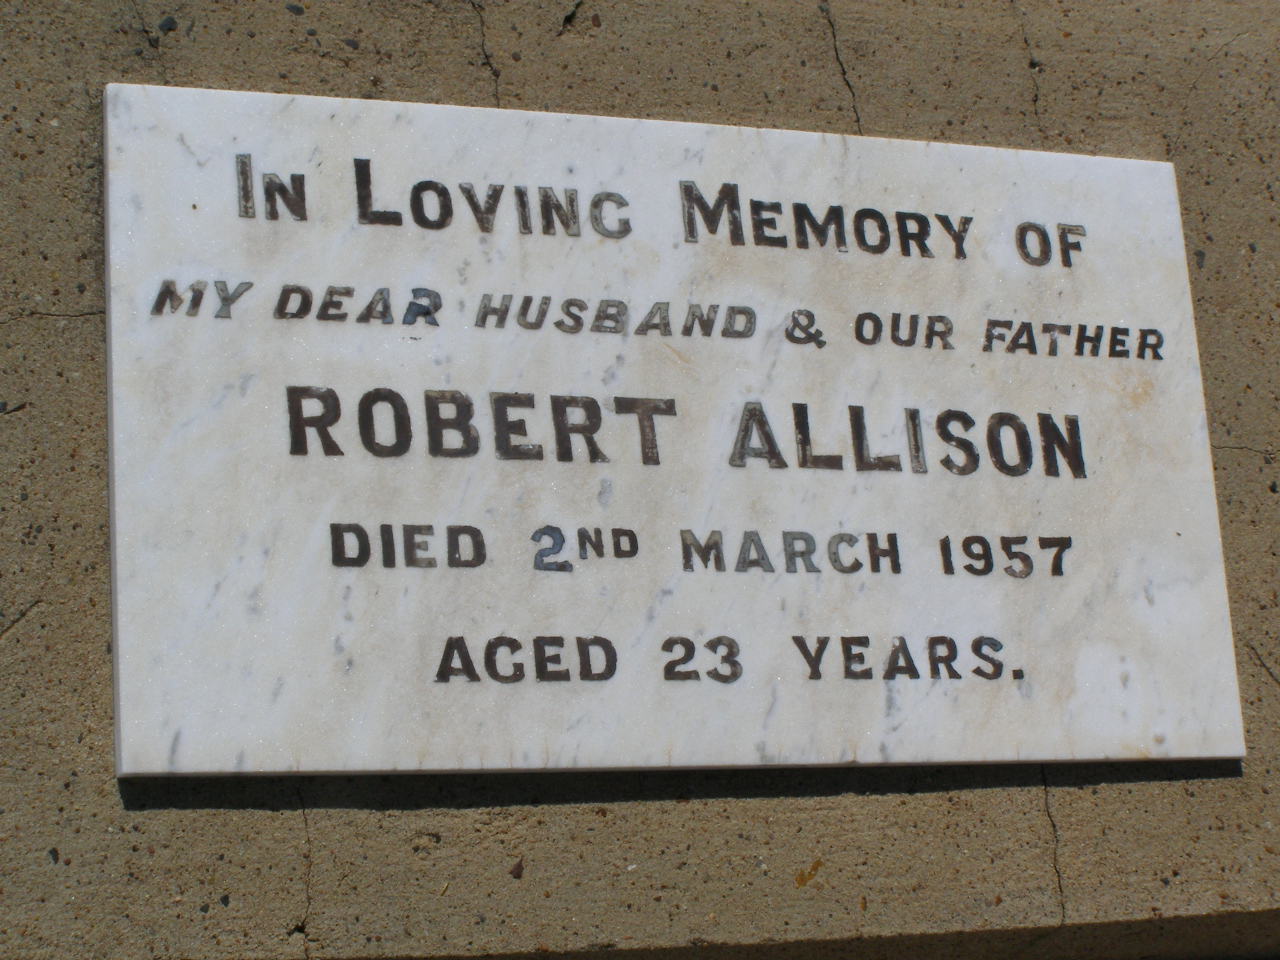 IN LOVING MEMORY OF
MY DEAR HUSBAND & OUR FATHER
ROBERT ALLISON
DIED 2ND MARCH 1957
AGED 23 YEARS.